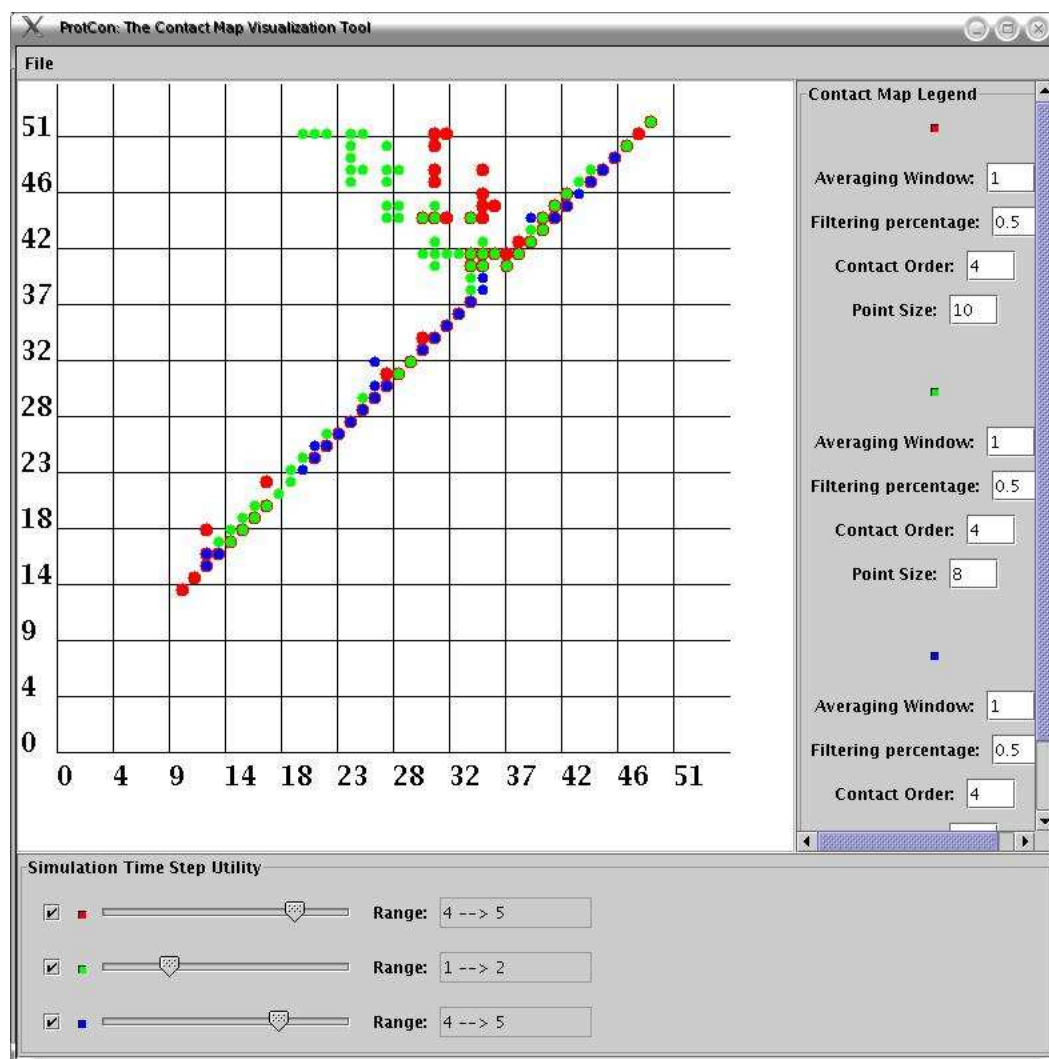 ProtCon: The Contact Map Visualization Tool
File
51
46
42
37
32
28
23
18
14
9
4
0
0 4 9 14 18 23 28 32 37 42 46 51
Contact Map Legend
Averaging Window: 1
Filtering percentage: 0.5
Contact Order: 4
Point Size: 10
Averaging Window: 1
Filtering percentage: 0.5
Contact Order: 4
Point Size: 8
Averaging Window: 1
Filtering percentage: 0.5
Contact Order: 4
Simulation Time Step Utility
Range: 4 --> 5
Range: 1 --> 2
Range: 4 --> 5